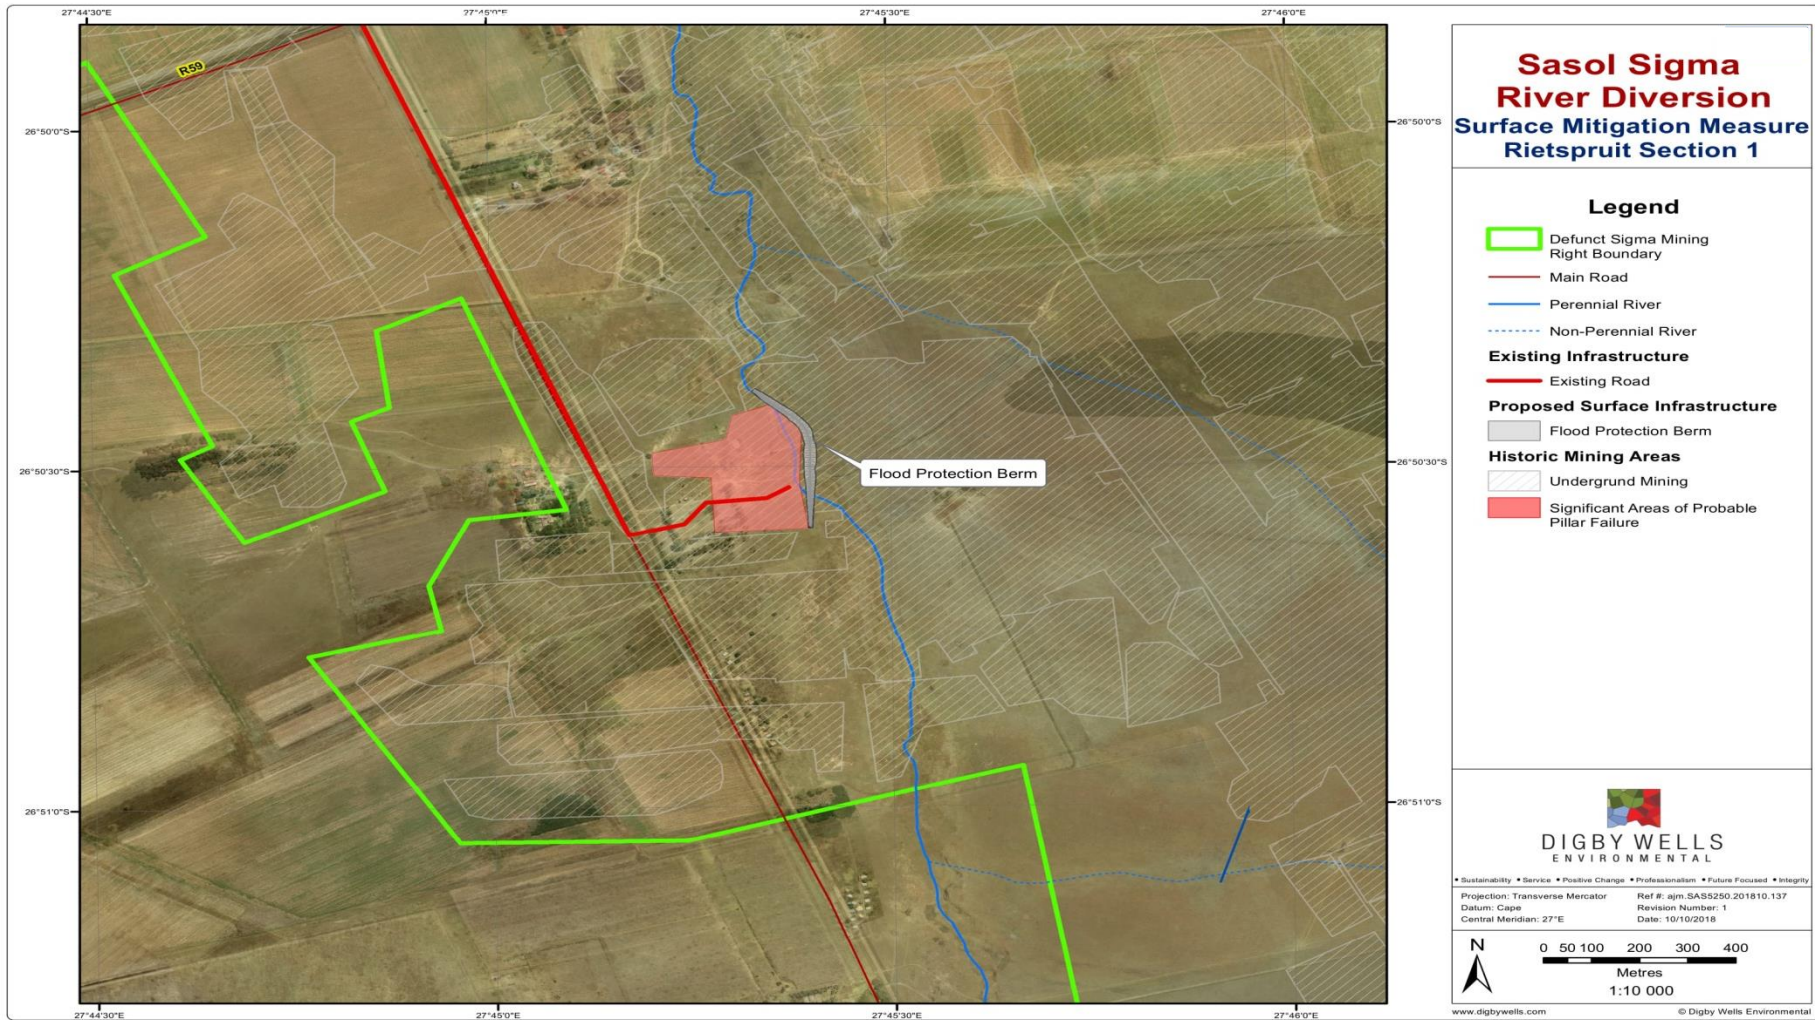 27°44'30"E
27°45'0"E
27°45'30"E
27°46'0"E
R59
26°50'0"S
26°50'0"S
26°50'30"S
26°50'30"S
Flood Protection Berm
26°51'0"S
26°51'0"S
27°44'30"E
27°45'0"E
27°45'30"E
27°46'0"E
Sasol Sigma
River Diversion
Surface Mitigation Measure
Rietspruit Section 1
Legend
Defunct Sigma Mining
Right Boundary
Main Road
Perennial River
Non-Perennial River
Existing Infrastructure
Existing Road
Proposed Surface Infrastructure
Flood Protection Berm
Historic Mining Areas
Undergrund Mining
Significant Areas of Probable
Pillar Failure
DIGBY WELLS
ENVIRONMENTAL
• Sustainability • Service • Positive Change • Professionalism • Future Focused • Integrity
Projection: Transverse Mercator
Datum: Cape
Central Meridian: 27°E
Ref #: ajm.SAS5250.201810.137
Revision Number: 1
Date: 10/10/2018
N
0 50 100 200 300 400
Metres
1:10 000
www.digbywells.com
© Digby Wells Environmental